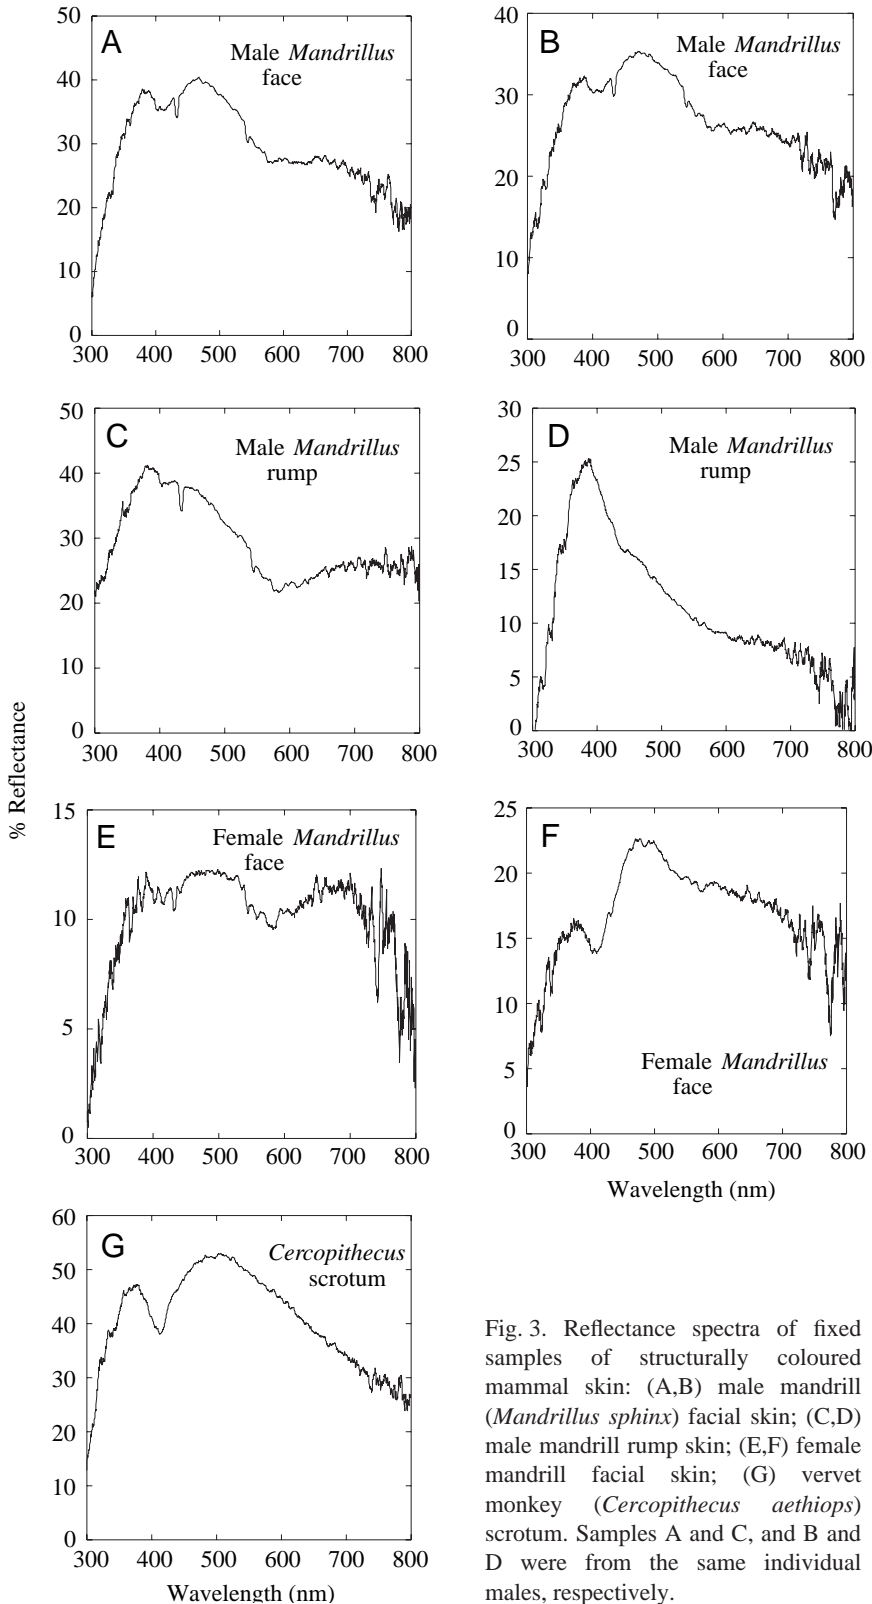 50
40
30
20
10
0
300 400 500 600 700 800
A
Male Mandrillus
face
40
30
20
10
0
300 400 500 600 700 800
B
Male Mandrillus
face
50
40
30
20
10
0
300 400 500 600 700 800
C
Male Mandrillus
rump
30
25
20
15
10
5
0
300 400 500 600 700 800
D
Male Mandrillus
rump
% Reflectance
15
10
5
0
300 400 500 600 700 800
E
Female Mandrillus
face
25
20
15
10
5
0
300 400 500 600 700 800
F
Female Mandrillus
face
Wavelength (nm)
60
50
40
30
20
10
0
300 400 500 600 700 800
G
Cercopithecus
scrotum
Wavelength (nm)
Fig. 3. Reflectance spectra of fixed
samples of structurally coloured
mammal skin: (A,B) male mandrill
(Mandrillus sphinx) facial skin; (C,D)
male mandrill rump skin; (E,F) female
mandrill facial skin; (G) vervet
monkey (Cercopithecus aethiops)
scrotum. Samples A and C, and B and
D were from the same individual
males, respectively.